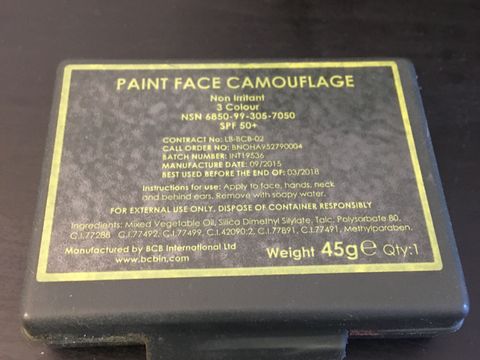 PAINT FACE CAMOUFLAGE
Non Irritant
3 Colour
NSN 6850-99-305-7050
SPF 50+
CONTRACT No: LB-BCB-02
CALL ORDER NO: BNOHA952790004
BATCH NUMBER: INT19536
MANUFACTURE DATE: 09/2015
BEST USED BEFORE THE END OF: 03/2018
Instructions for use: Apply to face, hands, neck
and behind ears. Remove with soapy water.
FOR EXTERNAL USE ONLY, DISPOSE OF CONTAINER RESPONSIBLY
Ingredients: Mixed Vegetable Oil, Silica Dimethyl Silylate, Talc, Polysorbate 80,
C.I.77288 C.I.77492, C.I.77499, C.I.42090:2, C.I.77891, C.I.77491, Methylparaben.
Manufactured by BCB International Ltd
www.bcbin.com
Weight 45g℮ Qty:1